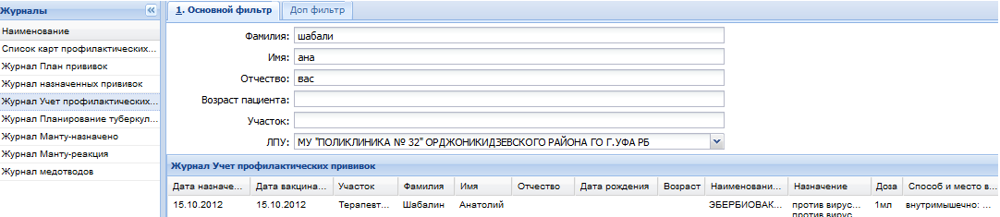 Журналы
Наименование
Список карт профилактических...
Журнал План прививок
Журнал назначенных прививок
Журнал Учет профилактических...
Журнал Планирование туберкул...
Журнал Манту-назначено
Журнал Манту-реакция
Журнал медотводов
1. Основной фильтр Доп фильтр
Фамилия: шабали
Имя: ана
Отчество: вас
Возраст пациента:
Участок:
ЛПУ: МУ "ПОЛИКЛИНИКА № 32" ОРДЖОНИКИДЗЕВСКОГО РАЙОНА ГО Г.УФА РБ
Журнал Учет профилактических прививок
Дата назначе... Дата вакцина... Участок Фамилия Имя Отчество Дата рождения Возраст Наименовани... Назначение Доза Способ и место в...
15.10.2012 15.10.2012 Терапевт... Шабалин Анатолий ЭБЕРБИОВАК... против вирус... 1мл внутримышечно: ...
против вирус...